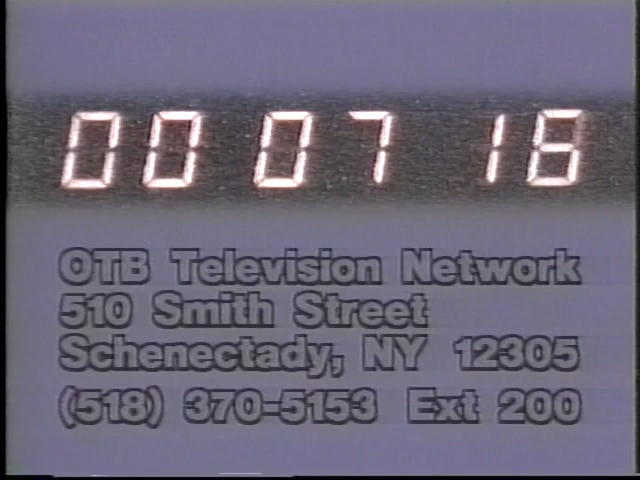 00 07 18
OTB Television Network
510 Smith Street
Schenectady, NY 12305
(518) 370-5153 Ext 200